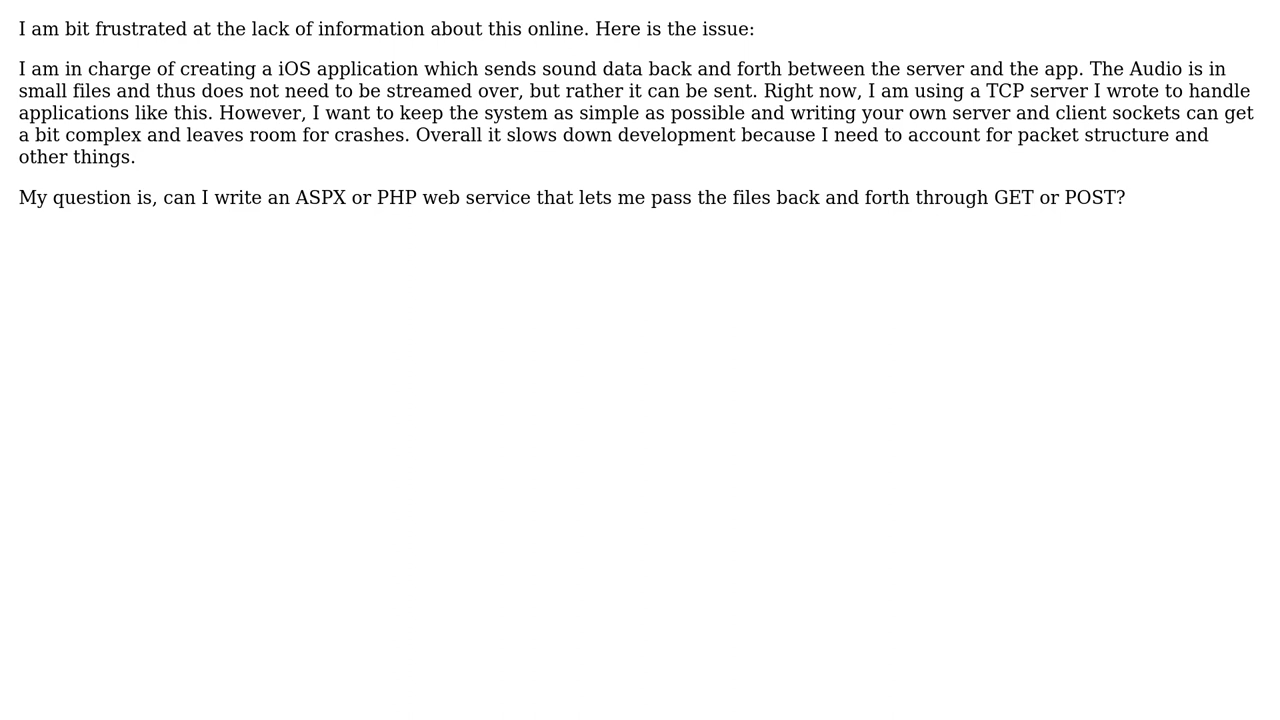 I am bit frustrated at the lack of information about this online. Here is the issue:
I am in charge of creating a iOS application which sends sound data back and forth between the server and the app. The Audio is in
small files and thus does not need to be streamed over, but rather it can be sent. Right now, I am using a TCP server I wrote to handle
applications like this. However, I want to keep the system as simple as possible and writing your own server and client sockets can get
a bit complex and leaves room for crashes. Overall it slows down development because I need to account for packet structure and
other things.
My question is, can I write an ASPX or PHP web service that lets me pass the files back and forth through GET or POST?